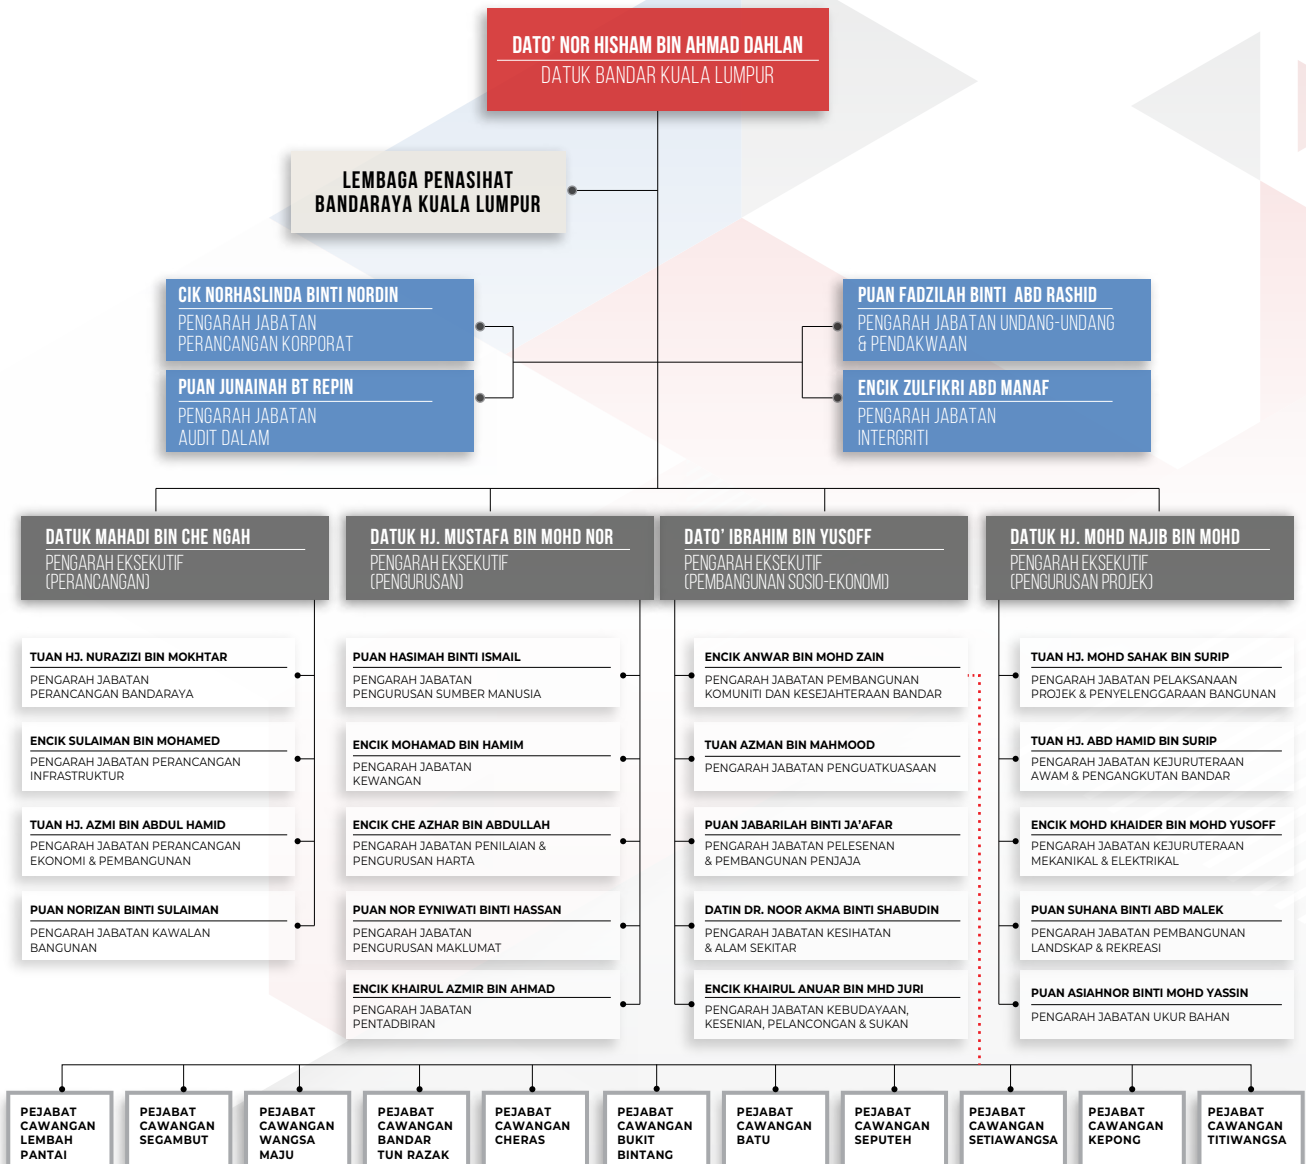 DATO' NOR HISHAM BIN AHMAD DAHLAN
DATUK BANDAR KUALA LUMPUR
LEMBAGA PENASIHAT
BANDARAYA KUALA LUMPUR
CIK NORHASLINDA BINTI NORDIN
PENGARAH JABATAN
PERANCANGAN KORPORAT
PUAN JUNAINAH BT REPIN
PENGARAH JABATAN
AUDIT DALAM
PUAN FADZILAH BINTI ABD RASHID
PENGARAH JABATAN UNDANG-UNDANG
& PENDAKWAAN
ENCIK ZULFIKRI ABD MANAF
PENGARAH JABATAN
INTERGRITI
DATUK MAHADI BIN CHE NGAH
PENGARAH EKSEKUTIF
(PERANCANGAN)
TUAN HJ. NURAZIZI BIN MOKHTAR
PENGARAH JABATAN
PERANCANGAN BANDARAYA
ENCIK SULAIMAN BIN MOHAMED
PENGARAH JABATAN PERANCANGAN
INFRASTRUKTUR
TUAN HJ. AZMI BIN ABDUL HAMID
PENGARAH JABATAN PERANCANGAN
EKONOMI & PEMBANGUNAN
PUAN NORIZAN BINTI SULAIMAN
PENGARAH JABATAN KAWALAN
BANGUNAN
DATUK HJ. MUSTAFA BIN MOHD NOR
PENGARAH EKSEKUTIF
(PENGURUSAN)
PUAN HASIMAH BINTI ISMAIL
PENGARAH JABATAN
PENGURUSAN SUMBER MANUSIA
ENCIK MOHAMAD BIN HAMIM
PENGARAH JABATAN
KEWANGAN
ENCIK CHE AZHAR BIN ABDULLAH
PENGARAH JABATAN PENILAIAN &
PENGURUSAN HARTA
PUAN NOR EYNIWATI BINTI HASSAN
PENGARAH JABATAN
PENGURUSAN MAKLUMAT
ENCIK KHAIRUL AZMIR BIN AHMAD
PENGARAH JABATAN
PENTADBIRAN
DATO' IBRAHIM BIN YUSOFF
PENGARAH EKSEKUTIF
(PEMBANGUNAN SOSIO-EKONOMI)
ENCIK ANWAR BIN MOHD ZAIN
PENGARAH JABATAN PEMBANGUNAN
KOMUNITI DAN KESEJAHTERAAN BANDAR
TUAN AZMAN BIN MAHMOOD
PENGARAH JABATAN PENGUATKUASAAN
PUAN JABARILAH BINTI JA'AFAR
PENGARAH JABATAN PELESENAN
& PEMBANGUNAN PENJAJA
DATIN DR. NOOR AKMA BINTI SHABUDIN
PENGARAH JABATAN KESIHATAN
& ALAM SEKITAR
ENCIK KHAIRUL ANUAR BIN MHD JURI
PENGARAH JABATAN KEBUDAYAAN,
KESENIAN, PELANCONGAN & SUKAN
DATUK HJ. MOHD NAJIB BIN MOHD
PENGARAH EKSEKUTIF
(PENGURUSAN PROJEK)
TUAN HJ. MOHD SAHAK BIN SURIP
PENGARAH JABATAN PELAKSANAAN
PROJEK & PENYELENGGARAAN BANGUNAN
TUAN HJ. ABD HAMID BIN SURIP
PENGARAH JABATAN KEJURUTERAAN
AWAM & PENGANGKUTAN BANDAR
ENCIK MOHD KHAIDER BIN MOHD YUSOFF
PENGARAH JABATAN KEJURUTERAAN
MEKANIKAL & ELEKTRIKAL
PUAN SUHANA BINTI ABD MALEK
PENGARAH JABATAN PEMBANGUNAN
LANDSKAP & REKREASI
PUAN ASIAHNOR BINTI MOHD YASSIN
PENGARAH JABATAN UKUR BAHAN
PEJABAT
CAWANGAN
LEMBAH
PANTAI
PEJABAT
CAWANGAN
SEGAMBUT
PEJABAT
CAWANGAN
WANGSA
MAJU
PEJABAT
CAWANGAN
BANDAR
TUN RAZAK
PEJABAT
CAWANGAN
CHERAS
PEJABAT
CAWANGAN
BUKIT
BINTANG
PEJABAT
CAWANGAN
BATU
PEJABAT
CAWANGAN
SEPUTEH
PEJABAT
CAWANGAN
SETIAWANGSA
PEJABAT
CAWANGAN
KEPONG
PEJABAT
CAWANGAN
TITIWANGSA